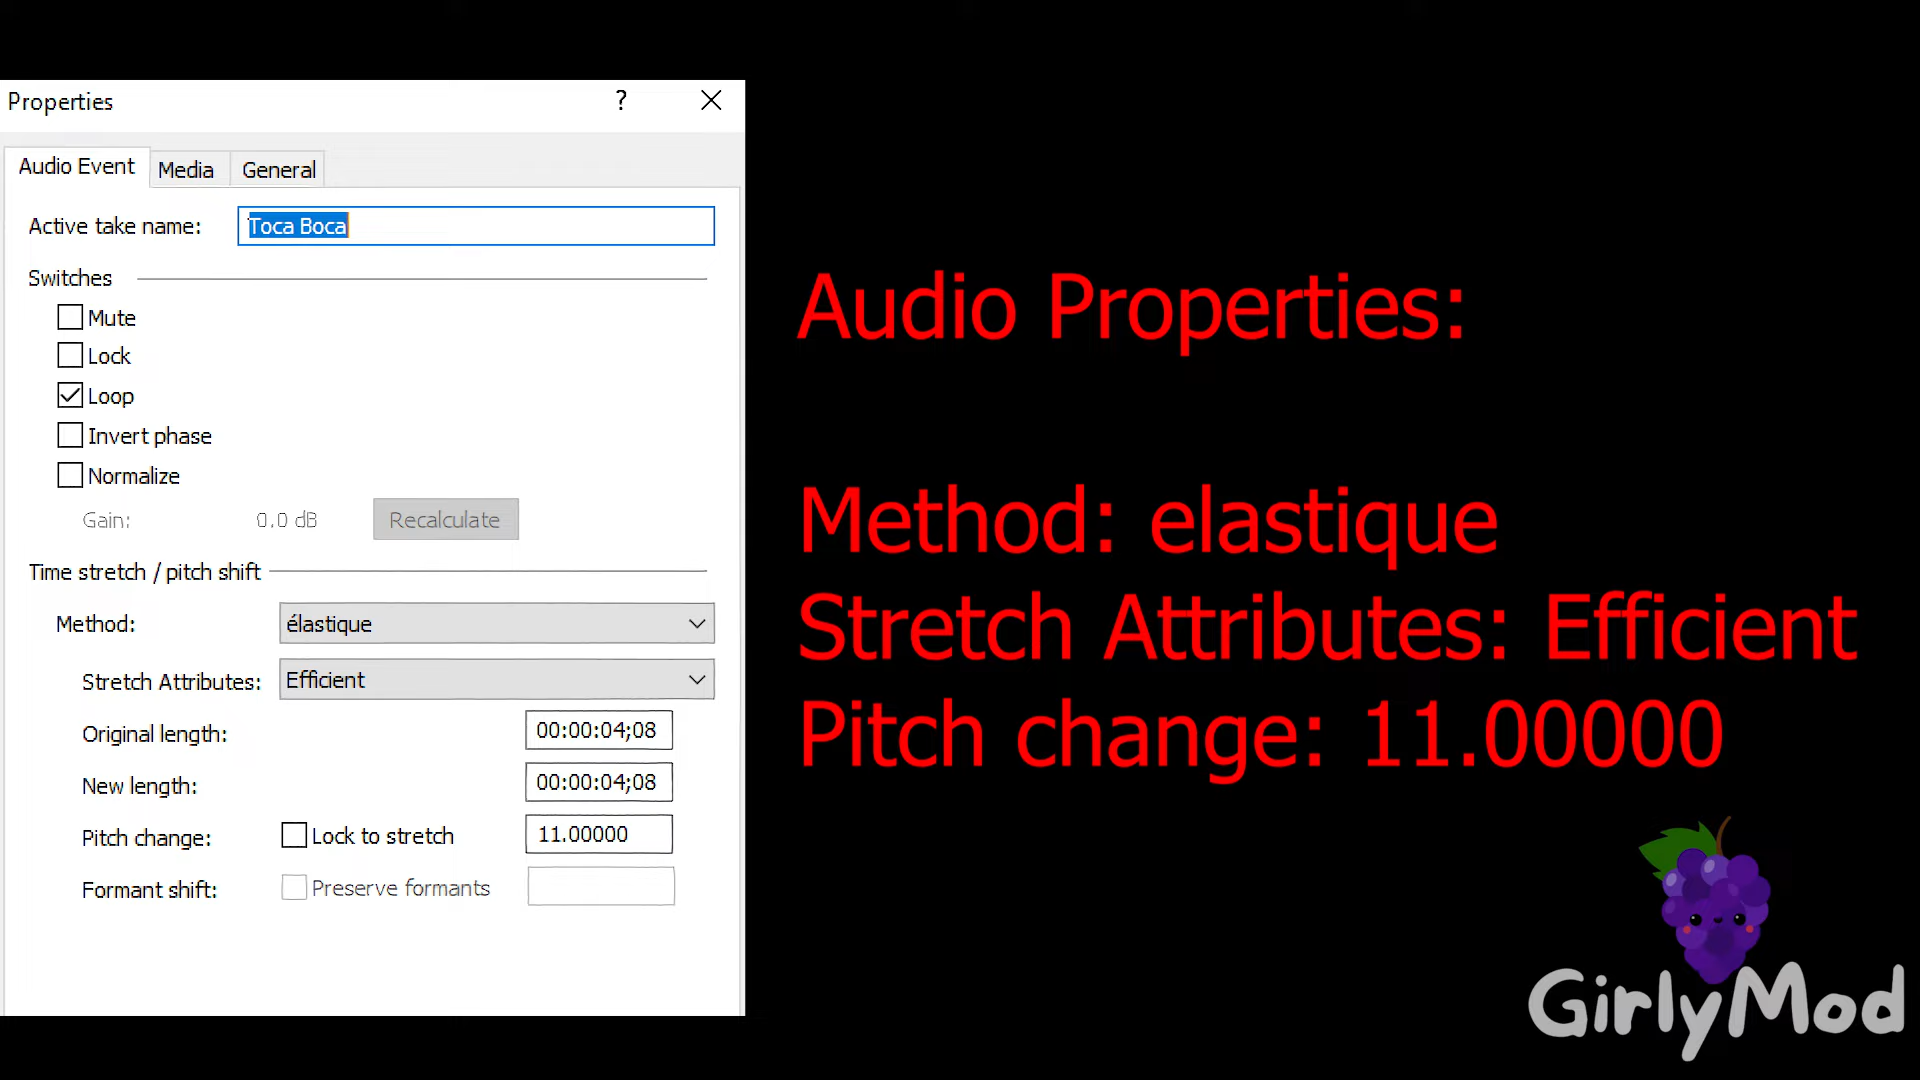 Properties
?
Audio Event
Media
General
Active take name:
Toca Boca
Switches
Mute
Lock
Loop
Invert phase
Normalize
Gain:
0.0 dB
Recalculate
Time stretch / pitch shift
Method:
élastique
Stretch Attributes:
Efficient
Original length:
00:00:04;08
New length:
00:00:04;08
Pitch change:
Lock to stretch
11.00000
Formant shift:
Preserve formants
Audio Properties:
Method: elastique
Stretch Attributes: Efficient
Pitch change: 11.00000
GirlyMod